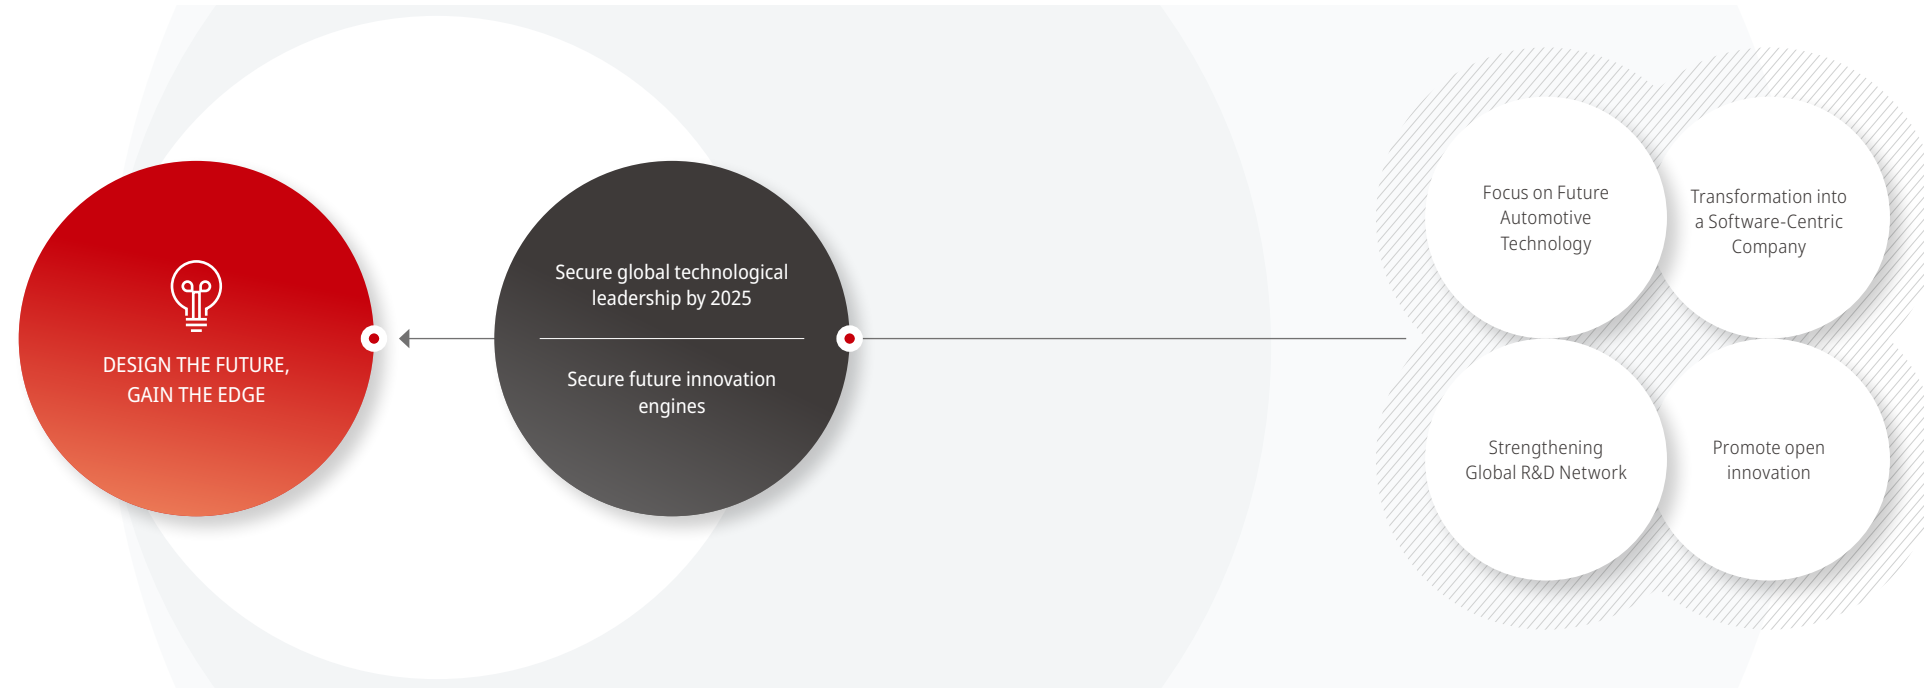 DESIGN THE FUTURE,
GAIN THE EDGE
Secure global technological
leadership by 2025
Secure future innovation
engines
Focus on Future
Automotive
Technology
Transformation into
a Software-Centric
Company
Strengthening
Global R&D Network
Promote open
innovation